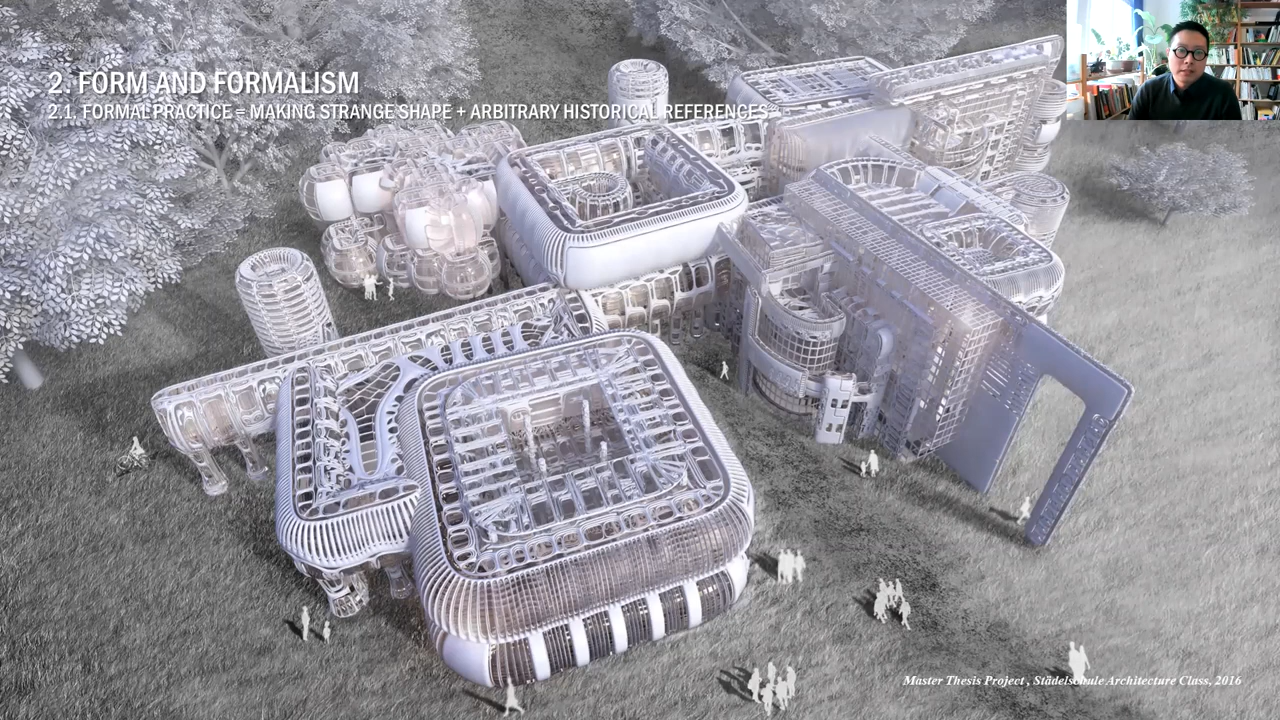 2. FORM AND FORMALISM
2.1. FORMAL PRACTICE = MAKING STRANGE SHAPE + ARBITRARY HISTORICAL REFERENCES
Master Thesis Project , Städelschule Architecture Class, 2016